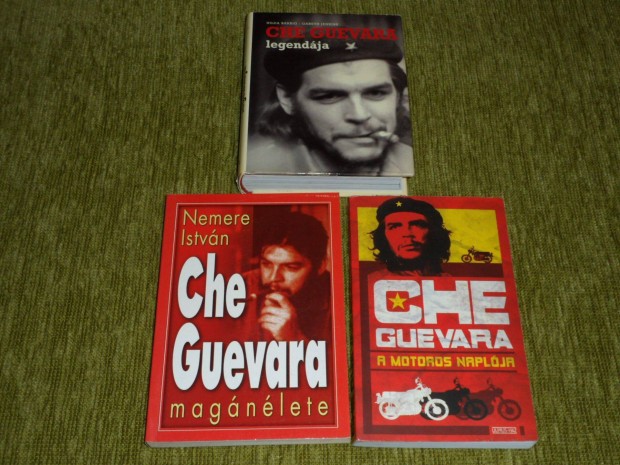 CHE GUEVARA
legendája
Nemere
István
Che
Guevara
magánélete
CHE
GUEVARA
A MOTOROS NAPLÓJA